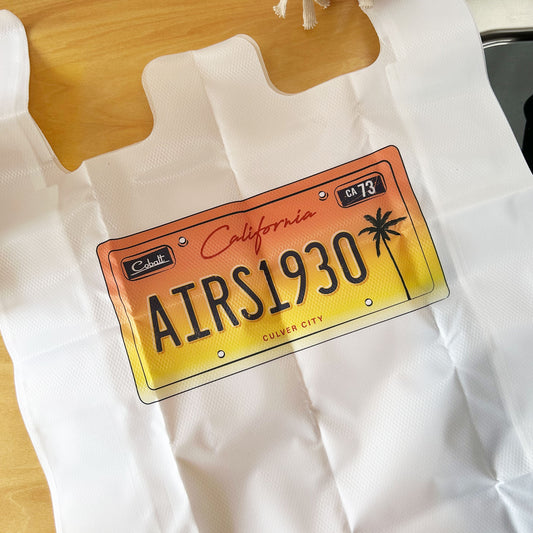 California
CA 73
Cobalt
AIRS1930
CULVER CITY